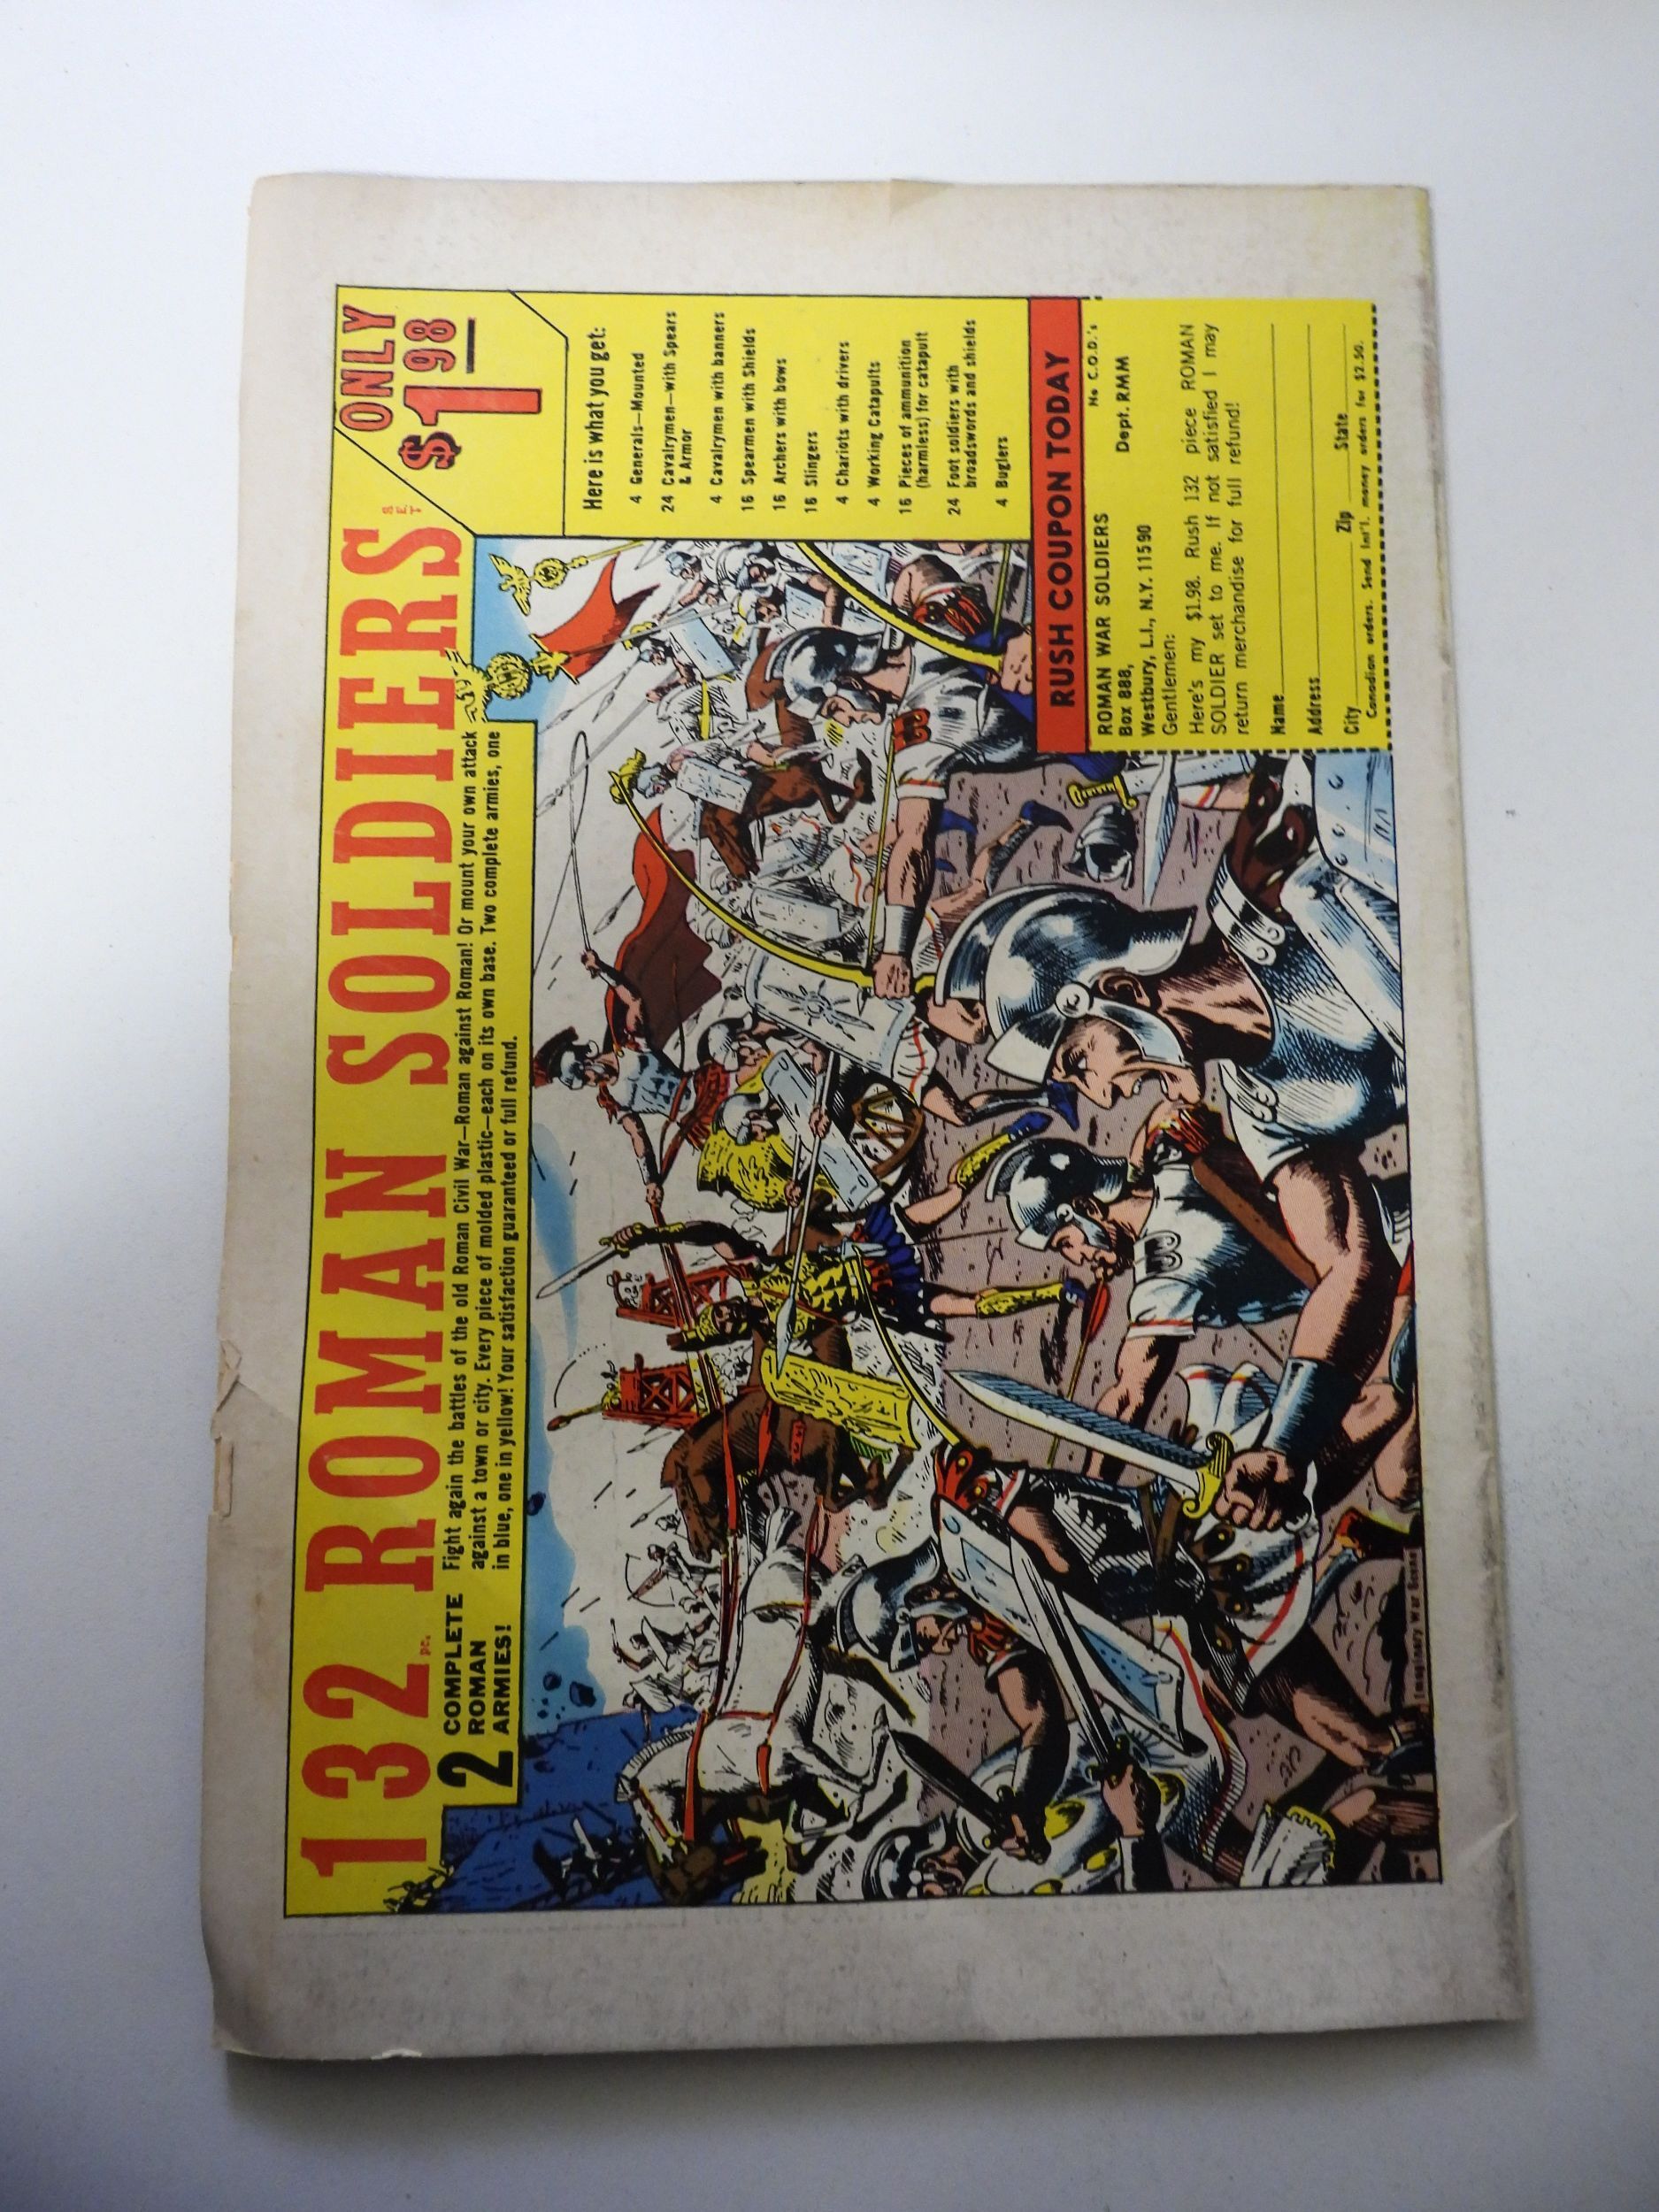 132 pc. ROMAN SOLDIERS SET
ONLY
$1 98
2 COMPLETE
ROMAN
ARMIES!
Fight again the battles of the old Roman Civil War—Roman against Roman! Or mount your own attack
against a town or city. Every piece of molded plastic—each on its own base. Two complete armies, one
in blue, one in yellow! Your satisfaction guaranteed or full refund.
Here is what you get:
4 Generals—Mounted
24 Cavalrymen—with Spears
& Armor
4 Cavalrymen with banners
16 Spearmen with Shields
16 Archers with bows
16 Slingers
4 Chariots with drivers
4 Working Catapults
16 Pieces of ammunition
(harmless) for catapult
24 Foot soldiers with
broadswords and shields
4 Buglers
RUSH COUPON TODAY
ROMAN WAR SOLDIERS No C.O.D.'s
Box 888, Dept. RMM
Westbury, L.I., N.Y. 11590
Gentlemen:
Here's my $1.98. Rush 132 piece ROMAN
SOLDIER set to me. If not satisfied I may
return merchandise for full refund!
Name
Address
City Zip State
Canadian orders. Send Int'l. money orders for $2.50.
Imaginary War Scene